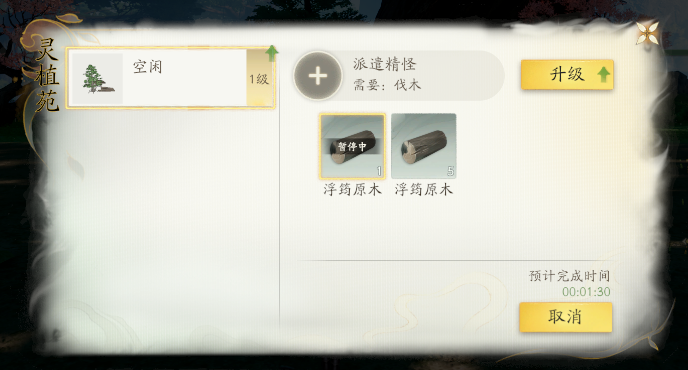 灵植苑
空闲
1级
派遣精怪
需要：伐木
升级
暂停中
1
5
浮筠原木
浮筠原木
预计完成时间
00:01:30
取消